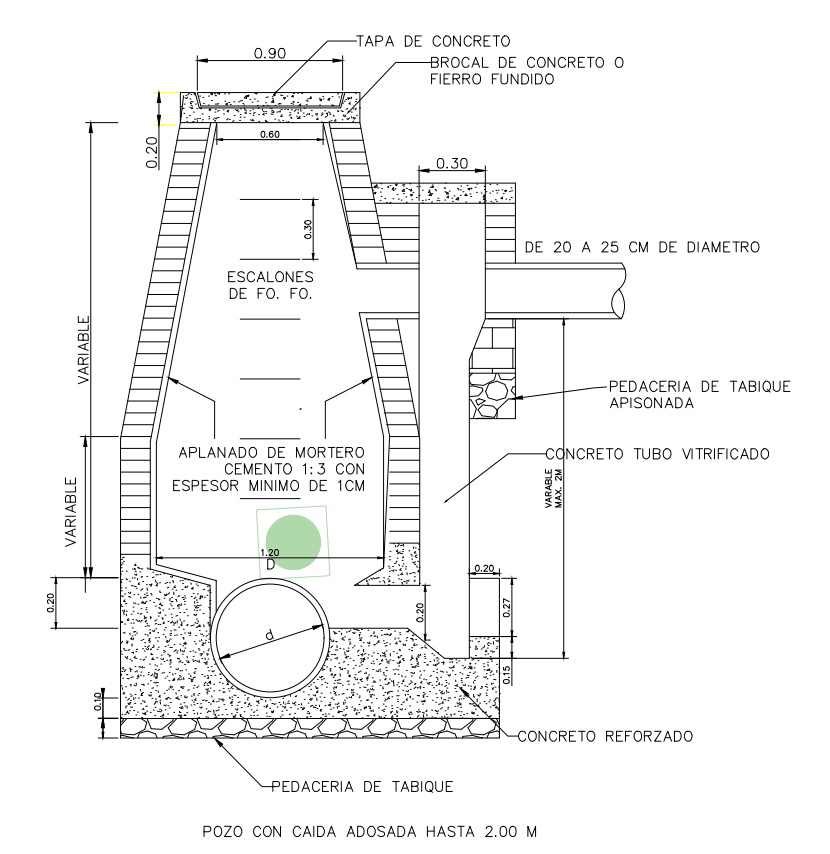 TAPA DE CONCRETO
0.90
BROCAL DE CONCRETO O
FIERRO FUNDIDO
0.20
0.60
0.30
0.30
DE 20 A 25 CM DE DIAMETRO
ESCALONES
DE FO. FO.
VARIABLE
PEDACERIA DE TABIQUE
APISONADA
APLANADO DE MORTERO
CEMENTO 1:3 CON
ESPESOR MINIMO DE 1CM
CONCRETO TUBO VITRIFICADO
VARABLE
MAX. 2M
VARIABLE
1.20
D
0.20
0.20
0.20
0.27
d
0.15
0.10
CONCRETO REFORZADO
PEDACERIA DE TABIQUE
POZO CON CAIDA ADOSADA HASTA 2.00 M